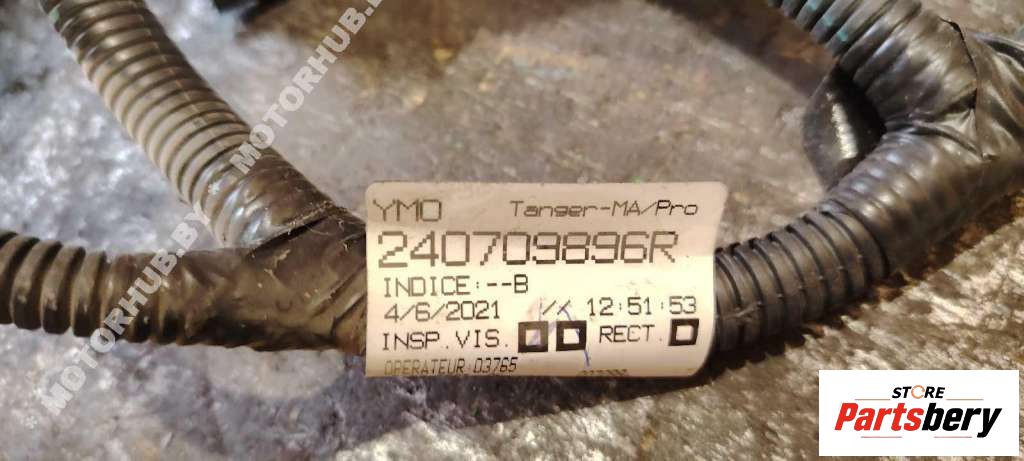 MOTORHUB.BY
MOTORHUB.BY
YMO Tanger-MA/Pro
240709896R
INDICE:--B
4/6/2021 12:51:53
INSP.VIS. RECT.
OPERATEUR:03765
STORE
Partsbery